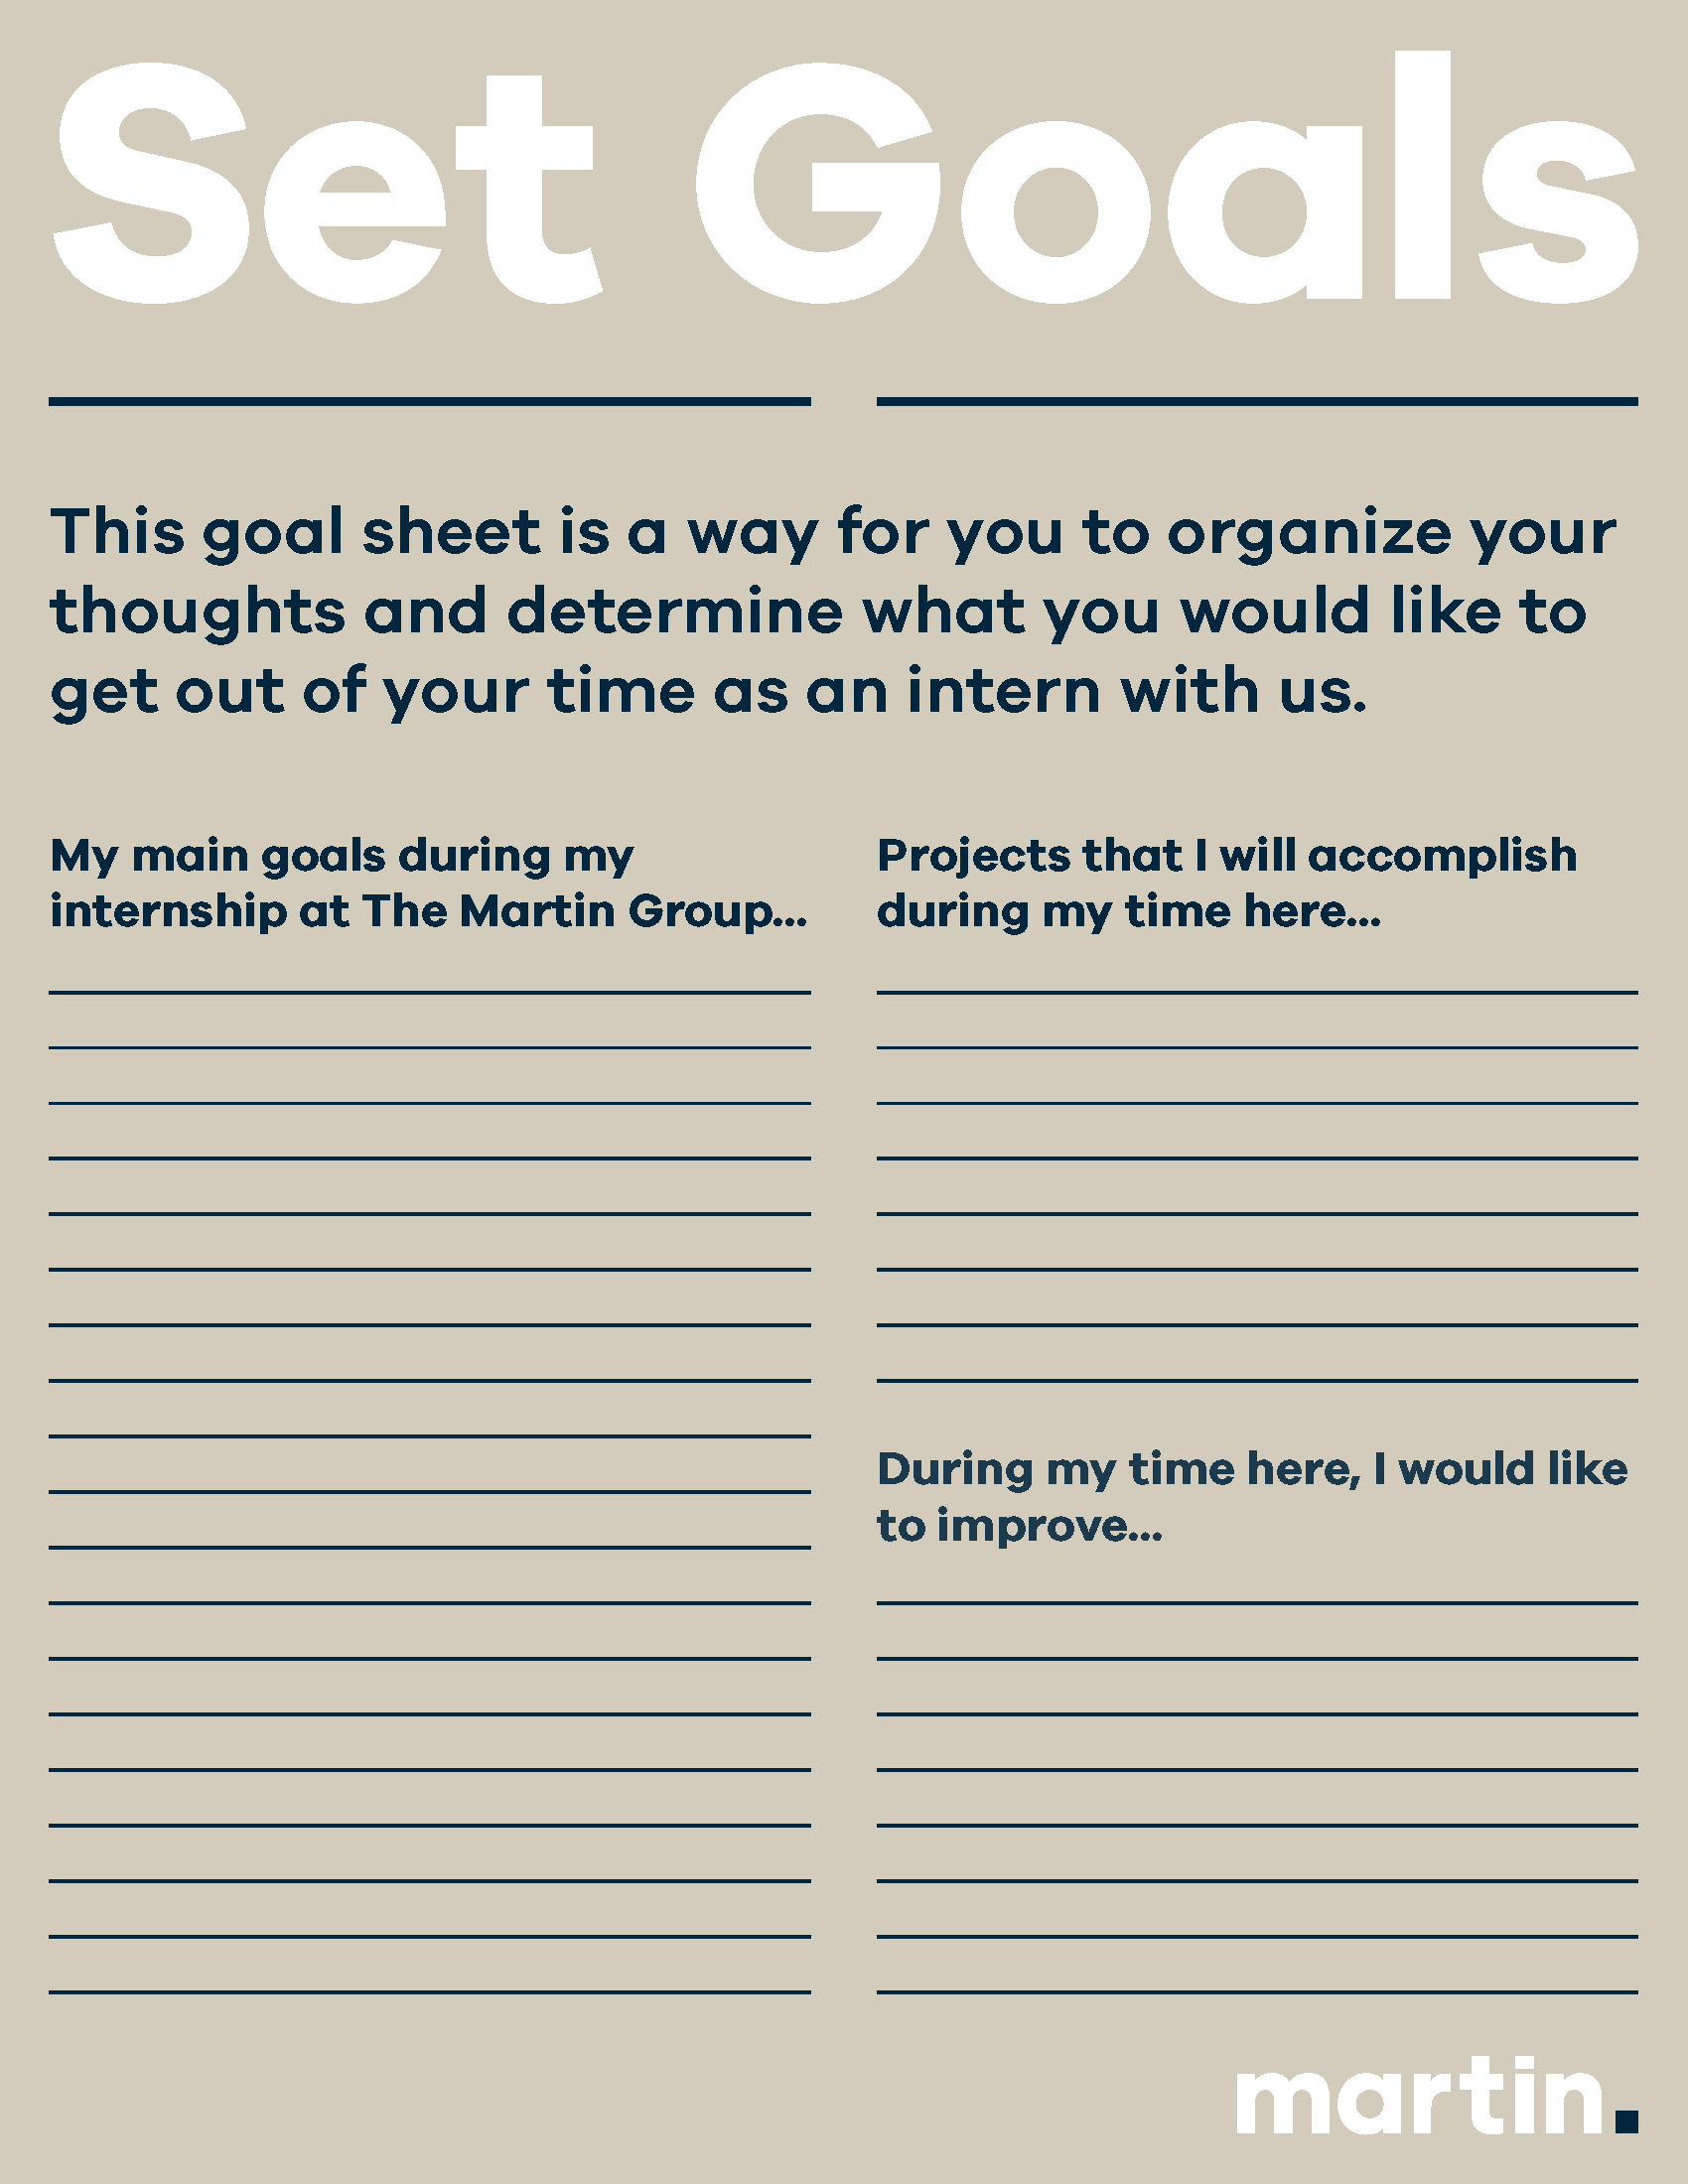 Set Goals
This goal sheet is a way for you to organize your
thoughts and determine what you would like to
get out of your time as an intern with us.
My main goals during my
internship at The Martin Group...
Projects that I will accomplish
during my time here...
During my time here, I would like
to improve...
martin.